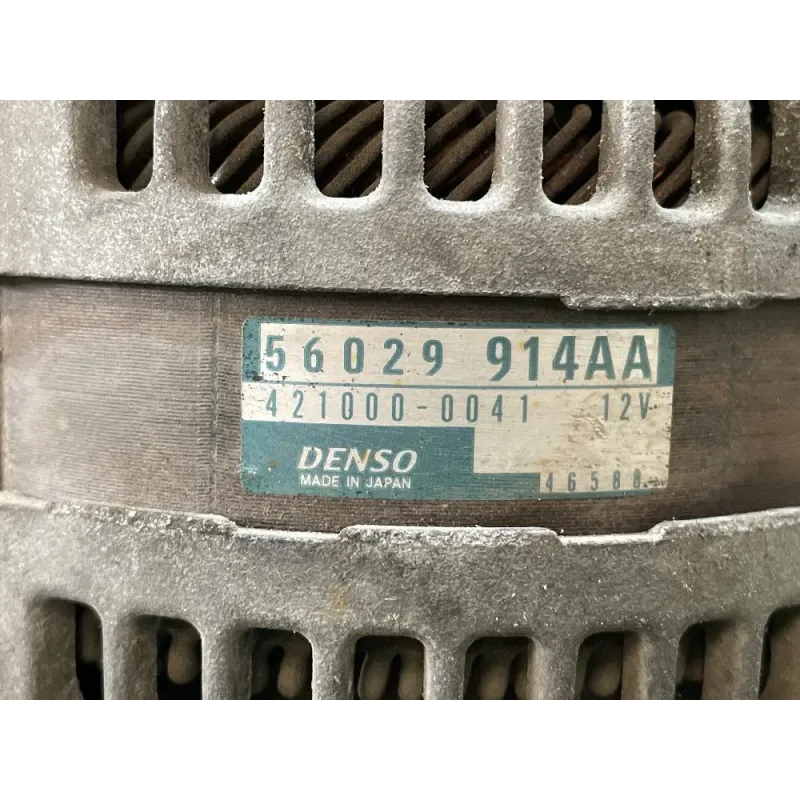 56029 914AA
421000-0041 12V
DENSO
MADE IN JAPAN
46588